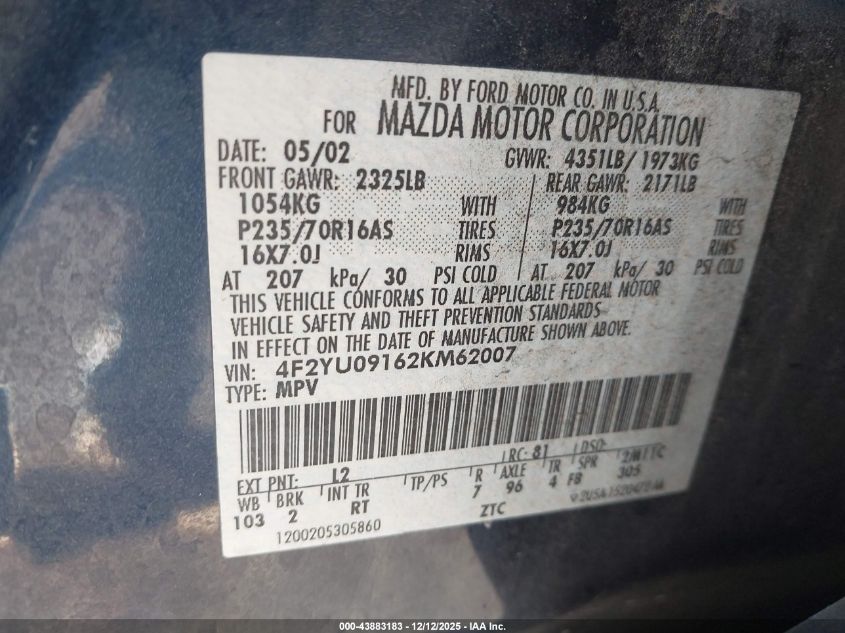 MFD. BY FORD MOTOR CO. IN U.S.A.
FOR MAZDA MOTOR CORPORATION
DATE: 05/02 GVWR: 4351LB/ 1973KG
FRONT GAWR: 2325LB REAR GAWR: 2171LB
1054KG WITH 984KG WITH
P235/70R16AS TIRES P235/70R16AS TIRES
16X7.0J RIMS 16X7.0J RIMS
AT 207 kPa/ 30 PSI COLD AT 207 kPa/ 30 PSI COLD
THIS VEHICLE CONFORMS TO ALL APPLICABLE FEDERAL MOTOR
VEHICLE SAFETY AND THEFT PREVENTION STANDARDS
IN EFFECT ON THE DATE OF MANUFACTURE SHOWN ABOVE.
VIN: 4F2YU09162KM62007
TYPE: MPV
EXT PNT: L2 RC: 81 DSO:
WB BRK INT TR TP/PS R AXLE TR SPR
103 2 RT 7 96 4 F8 305
ZTC
1200205305860
000-43883183 - 12/12/2025 - IAA Inc.